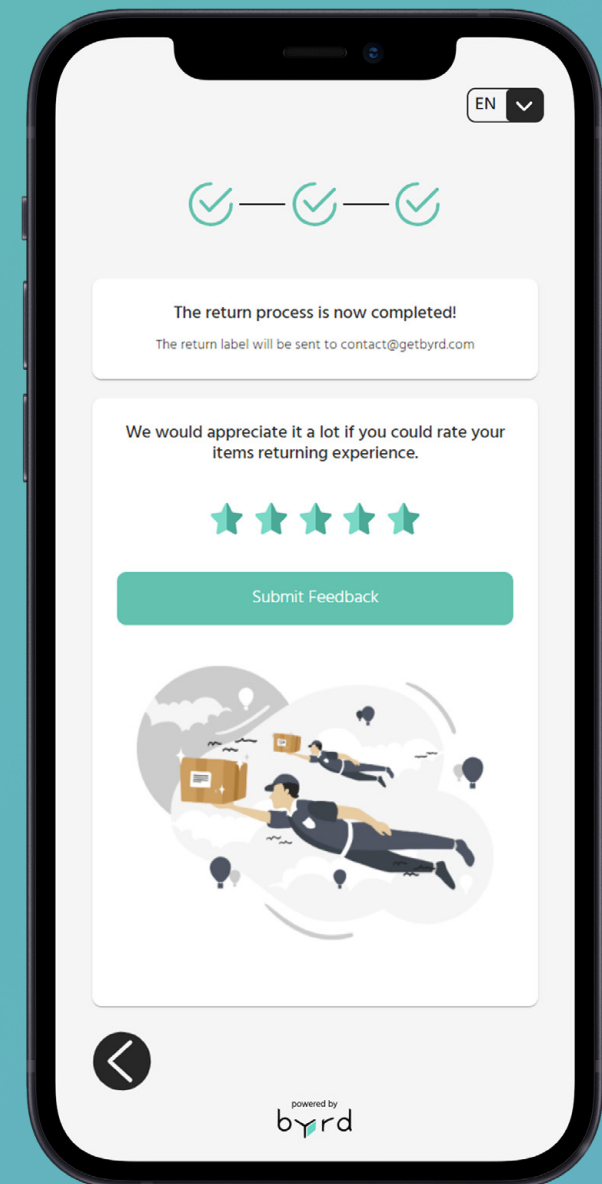 EN
The return process is now completed!
The return label will be sent to contact@getbyrd.com
We would appreciate it a lot if you could rate your
items returning experience.
Submit Feedback
powered by
byrd